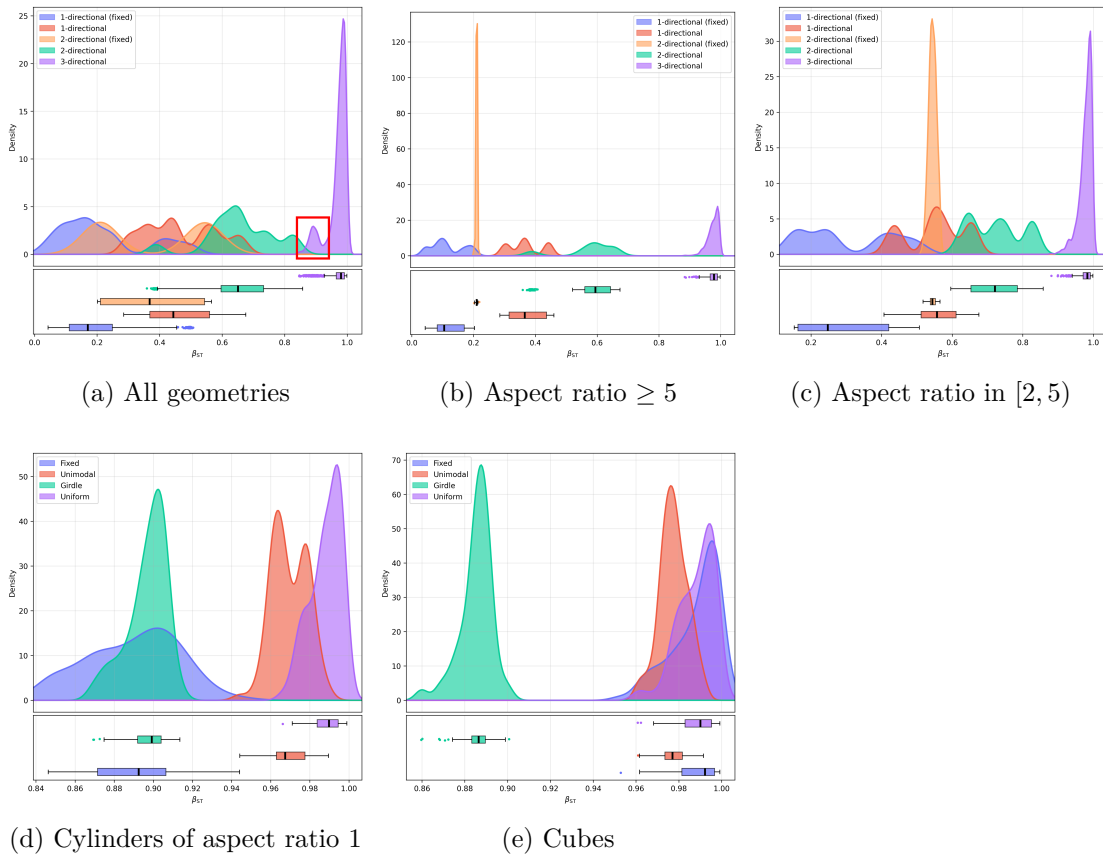 1-directional (fixed)
1-directional
2-directional (fixed)
2-directional
3-directional
Density
25
20
15
10
5
0
0.0 0.2 0.4 0.6 0.8 1.0
βST
(a) All geometries
1-directional (fixed)
1-directional
2-directional (fixed)
2-directional
3-directional
Density
120
100
80
60
40
20
0
0.0 0.2 0.4 0.6 0.8 1.0
βST
(b) Aspect ratio ≥ 5
1-directional (fixed)
1-directional
2-directional (fixed)
2-directional
3-directional
Density
30
25
20
15
10
5
0
0.2 0.4 0.6 0.8 1.0
βST
(c) Aspect ratio in [2, 5)
Fixed
Unimodal
Girdle
Uniform
Density
50
40
30
20
10
0
0.84 0.86 0.88 0.90 0.92 0.94 0.96 0.98 1.00
βST
(d) Cylinders of aspect ratio 1
Fixed
Unimodal
Girdle
Uniform
Density
70
60
50
40
30
20
10
0
0.86 0.88 0.90 0.92 0.94 0.96 0.98 1.00
βST
(e) Cubes